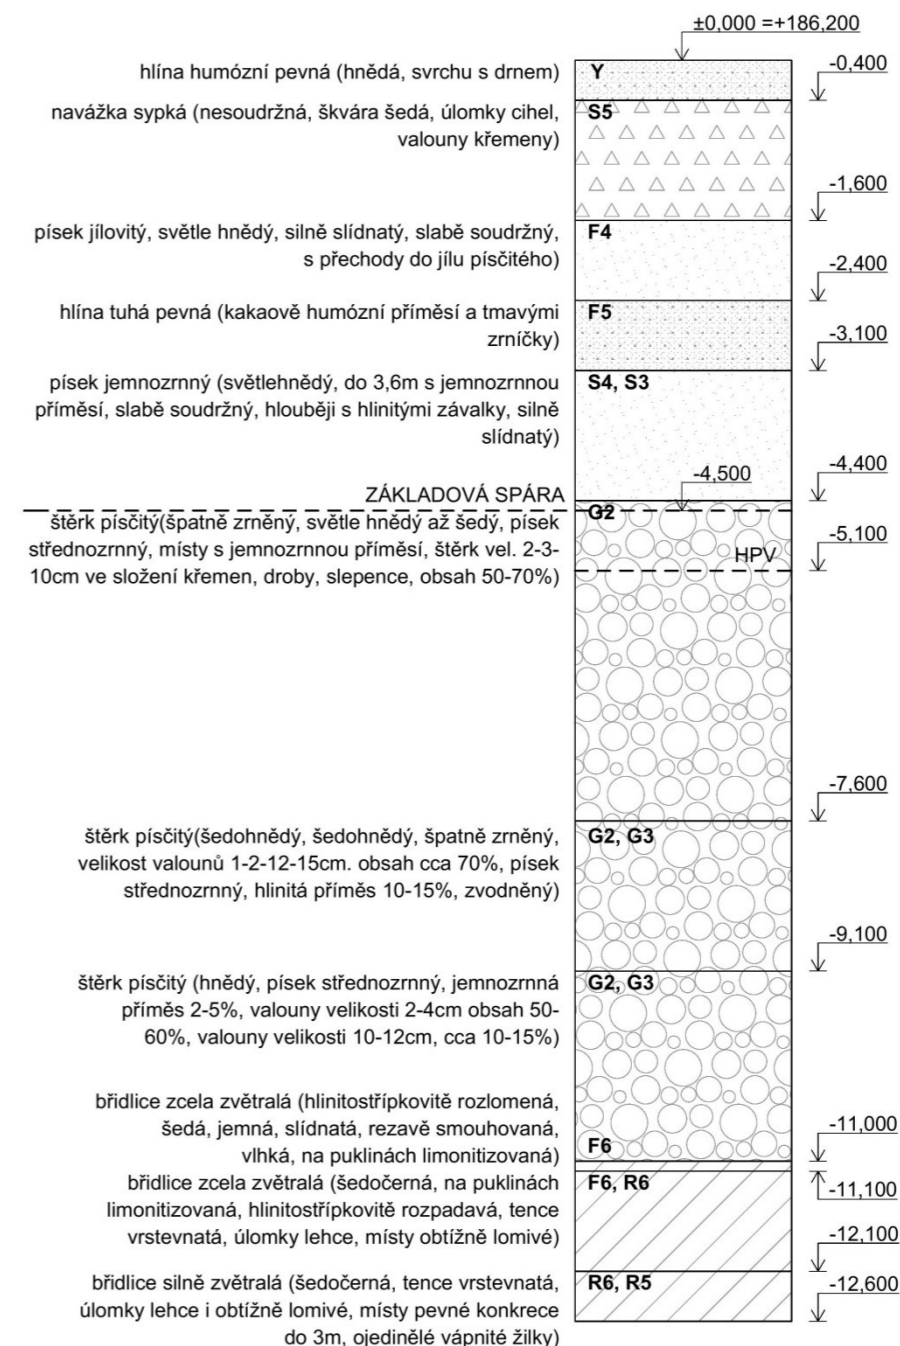 ±0,000 =+186,200
hlína humózní pevná (hnědá, svrchu s drnem)
Y
-0,400
navážka sypká (nesoudržná, škvára šedá, úlomky cihel,
valouny křemeny)
S5
-1,600
písek jílovitý, světle hnědý, silně slídnatý, slabě soudržný,
s přechody do jílu písčitého)
F4
-2,400
hlína tuhá pevná (kakaově humózní příměsí a tmavými
zrníčky)
F5
-3,100
písek jemnozrnný (světlehnědý, do 3,6m s jemnozrnnou
příměsí, slabě soudržný, hlouběji s hlinitými závalky, silně
slídnatý)
S4, S3
-4,400
ZÁKLADOVÁ SPÁRA
-4,500
štěrk písčitý(špatně zrněný, světle hnědý až šedý, písek
střednozrnný, místy s jemnozrnnou příměsí, štěrk vel. 2-3-
10cm ve složení křemen, droby, slepence, obsah 50-70%)
G2
HPV
-5,100
-7,600
štěrk písčitý(šedohnědý, šedohnědý, špatně zrněný,
velikost valounů 1-2-12-15cm. obsah cca 70%, písek
střednozrnný, hlinitá příměs 10-15%, zvodněný)
G2, G3
-9,100
štěrk písčitý (hnědý, písek střednozrnný, jemnozrnná
příměs 2-5%, valouny velikosti 2-4cm obsah 50-
60%, valouny velikosti 10-12cm, cca 10-15%)
G2, G3
břidlice zcela zvětralá (hlinitostřípkovitě rozlomená,
šedá, jemná, slídnatá, rezavě smouhovaná,
vlhká, na puklinách limonitizovaná)
F6
-11,000
břidlice zcela zvětralá (šedočerná, na puklinách
limonitizovaná, hlinitostřípkovitě rozpadavá, tence
vrstevnatá, úlomky lehce, místy obtížně lomivé)
F6, R6
-11,100
-12,100
břidlice silně zvětralá (šedočerná, tence vrstevnatá,
úlomky lehce i obtížně lomivé, místy pevné konkrece
do 3m, ojedinělé vápnité žilky)
R6, R5
-12,600